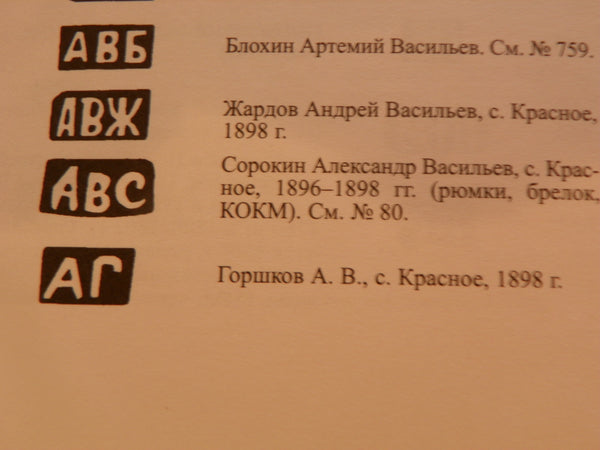 АВБ Блохин Артемий Васильев. См. № 759.
АВЖ Жардов Андрей Васильев, с. Красное,
1898 г.
АВС Сорокин Александр Васильев, с. Крас-
ное, 1896–1898 гг. (рюмки, брелок,
КОКМ). См. № 80.
АГ Горшков А. В., с. Красное, 1898 г.